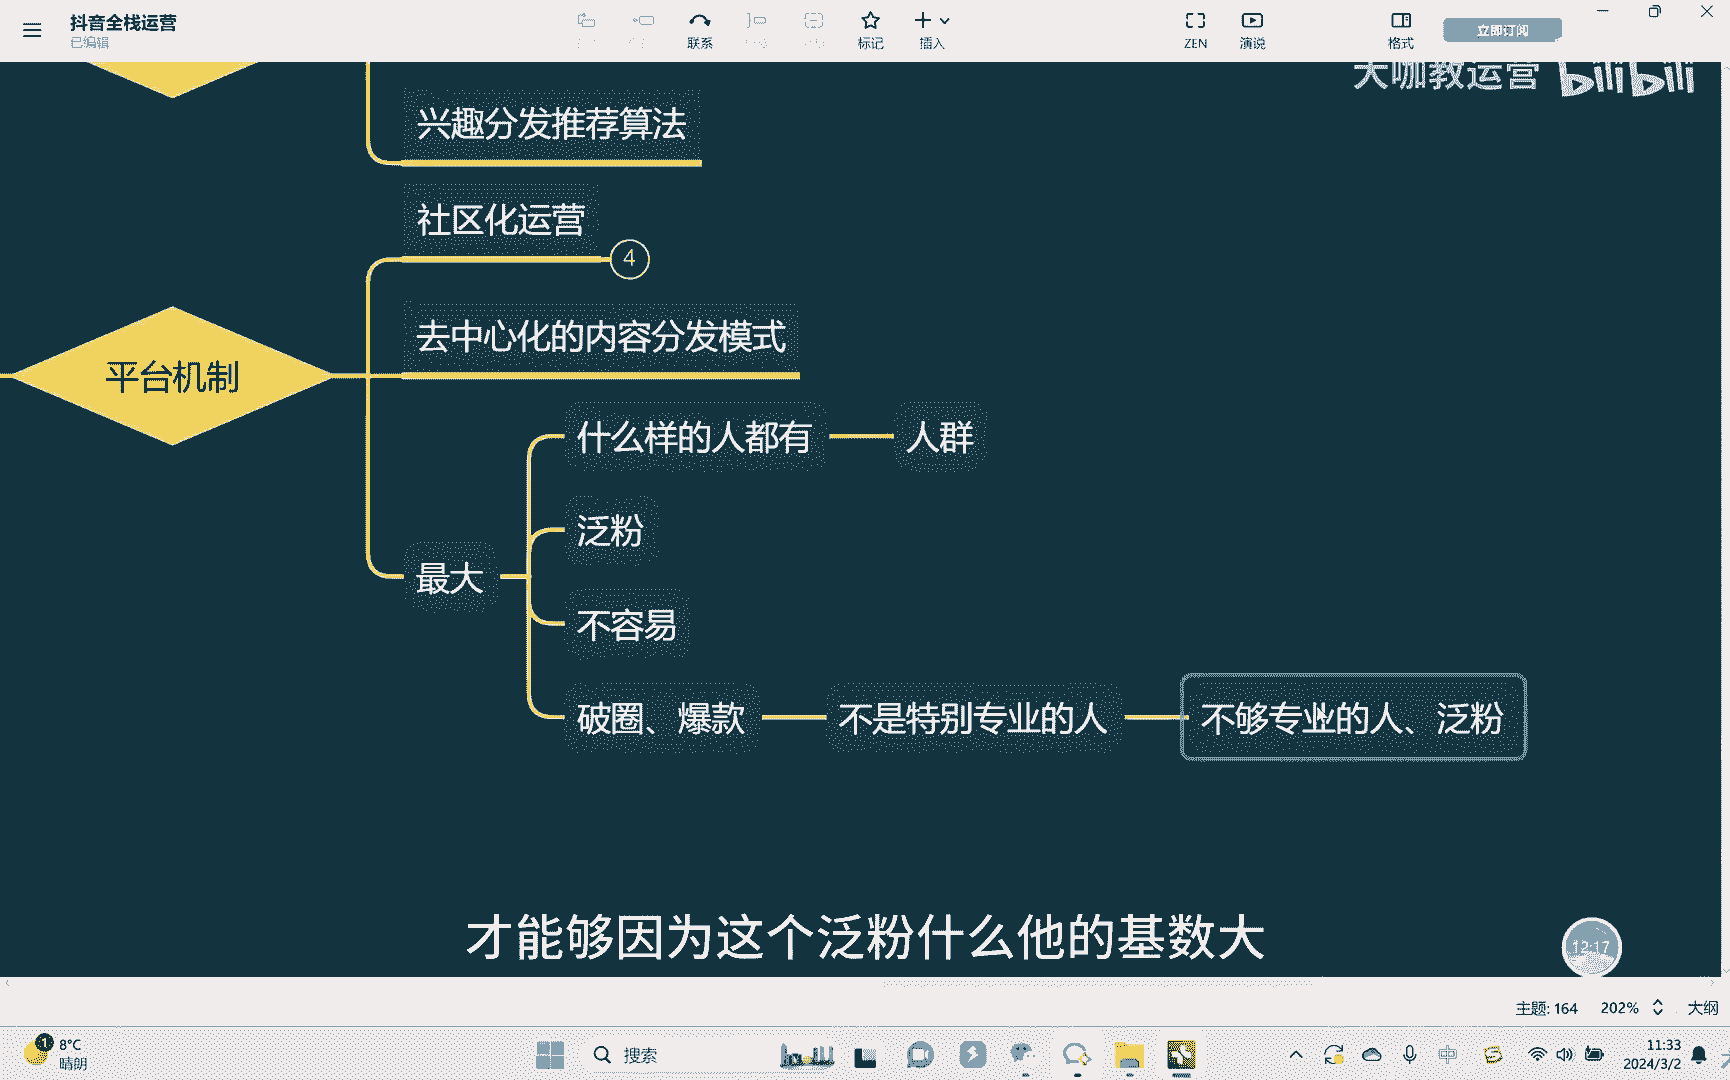 抖音全栈运营
已编辑
联系
标记
插入
ZEN
演说
格式
立即订阅
大咖教运营 bilibili
兴趣分发推荐算法
社区化运营
4
去中心化的内容分发模式
平台机制
什么样的人都有
人群
泛粉
最大
不容易
破圈、爆款
不是特别专业的人
不够专业的人、泛粉
才能够因为这个泛粉什么他的基数大
12:17
主题: 164
202%
大纲
1
8°C
晴朗
搜索
中
11:33
2024/3/2